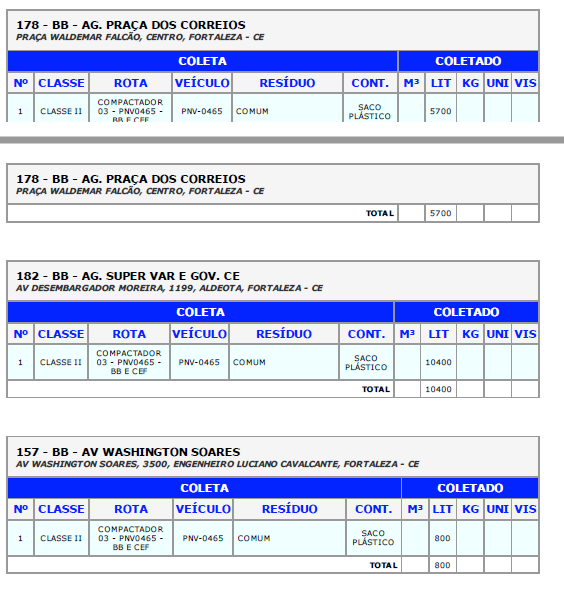 178 - BB - AG. PRAÇA DOS CORREIOS
PRAÇA WALDEMAR FALCÃO, CENTRO, FORTALEZA - CE
COLETA COLETADO
Nº CLASSE ROTA VEÍCULO RESÍDUO CONT. M³ LIT KG UNI VIS
1 CLASSE II COMPACTADOR 03 - PNV0465 - BB E CEF PNV-0465 COMUM SACO PLÁSTICO 5700
178 - BB - AG. PRAÇA DOS CORREIOS
PRAÇA WALDEMAR FALCÃO, CENTRO, FORTALEZA - CE
TOTAL 5700
182 - BB - AG. SUPER VAR E GOV. CE
AV DESEMBARGADOR MOREIRA, 1199, ALDEOTA, FORTALEZA - CE
COLETA COLETADO
Nº CLASSE ROTA VEÍCULO RESÍDUO CONT. M³ LIT KG UNI VIS
1 CLASSE II COMPACTADOR 03 - PNV0465 - BB E CEF PNV-0465 COMUM SACO PLÁSTICO 10400
TOTAL 10400
157 - BB - AV WASHINGTON SOARES
AV WASHINGTON SOARES, 3500, ENGENHEIRO LUCIANO CAVALCANTE, FORTALEZA - CE
COLETA COLETADO
Nº CLASSE ROTA VEÍCULO RESÍDUO CONT. M³ LIT KG UNI VIS
1 CLASSE II COMPACTADOR 03 - PNV0465 - BB E CEF PNV-0465 COMUM SACO PLÁSTICO 800
TOTAL 800